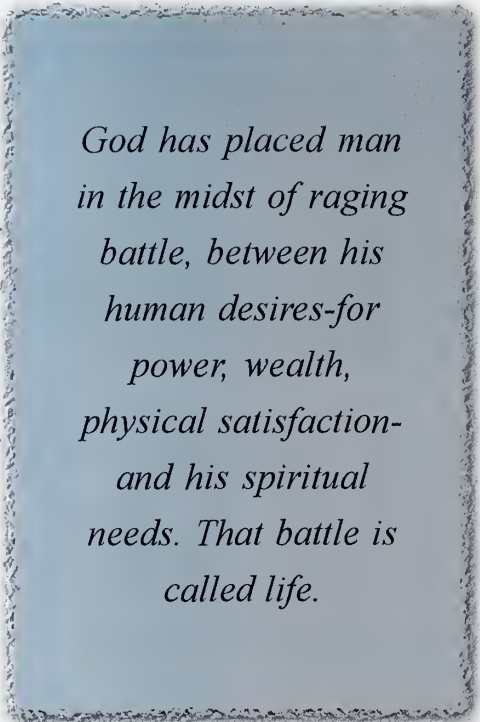 God has placed man
in the midst of raging
battle, between his
human desires-for
power, wealth,
physical satisfaction-
and his spiritual
needs. That battle is
called life.